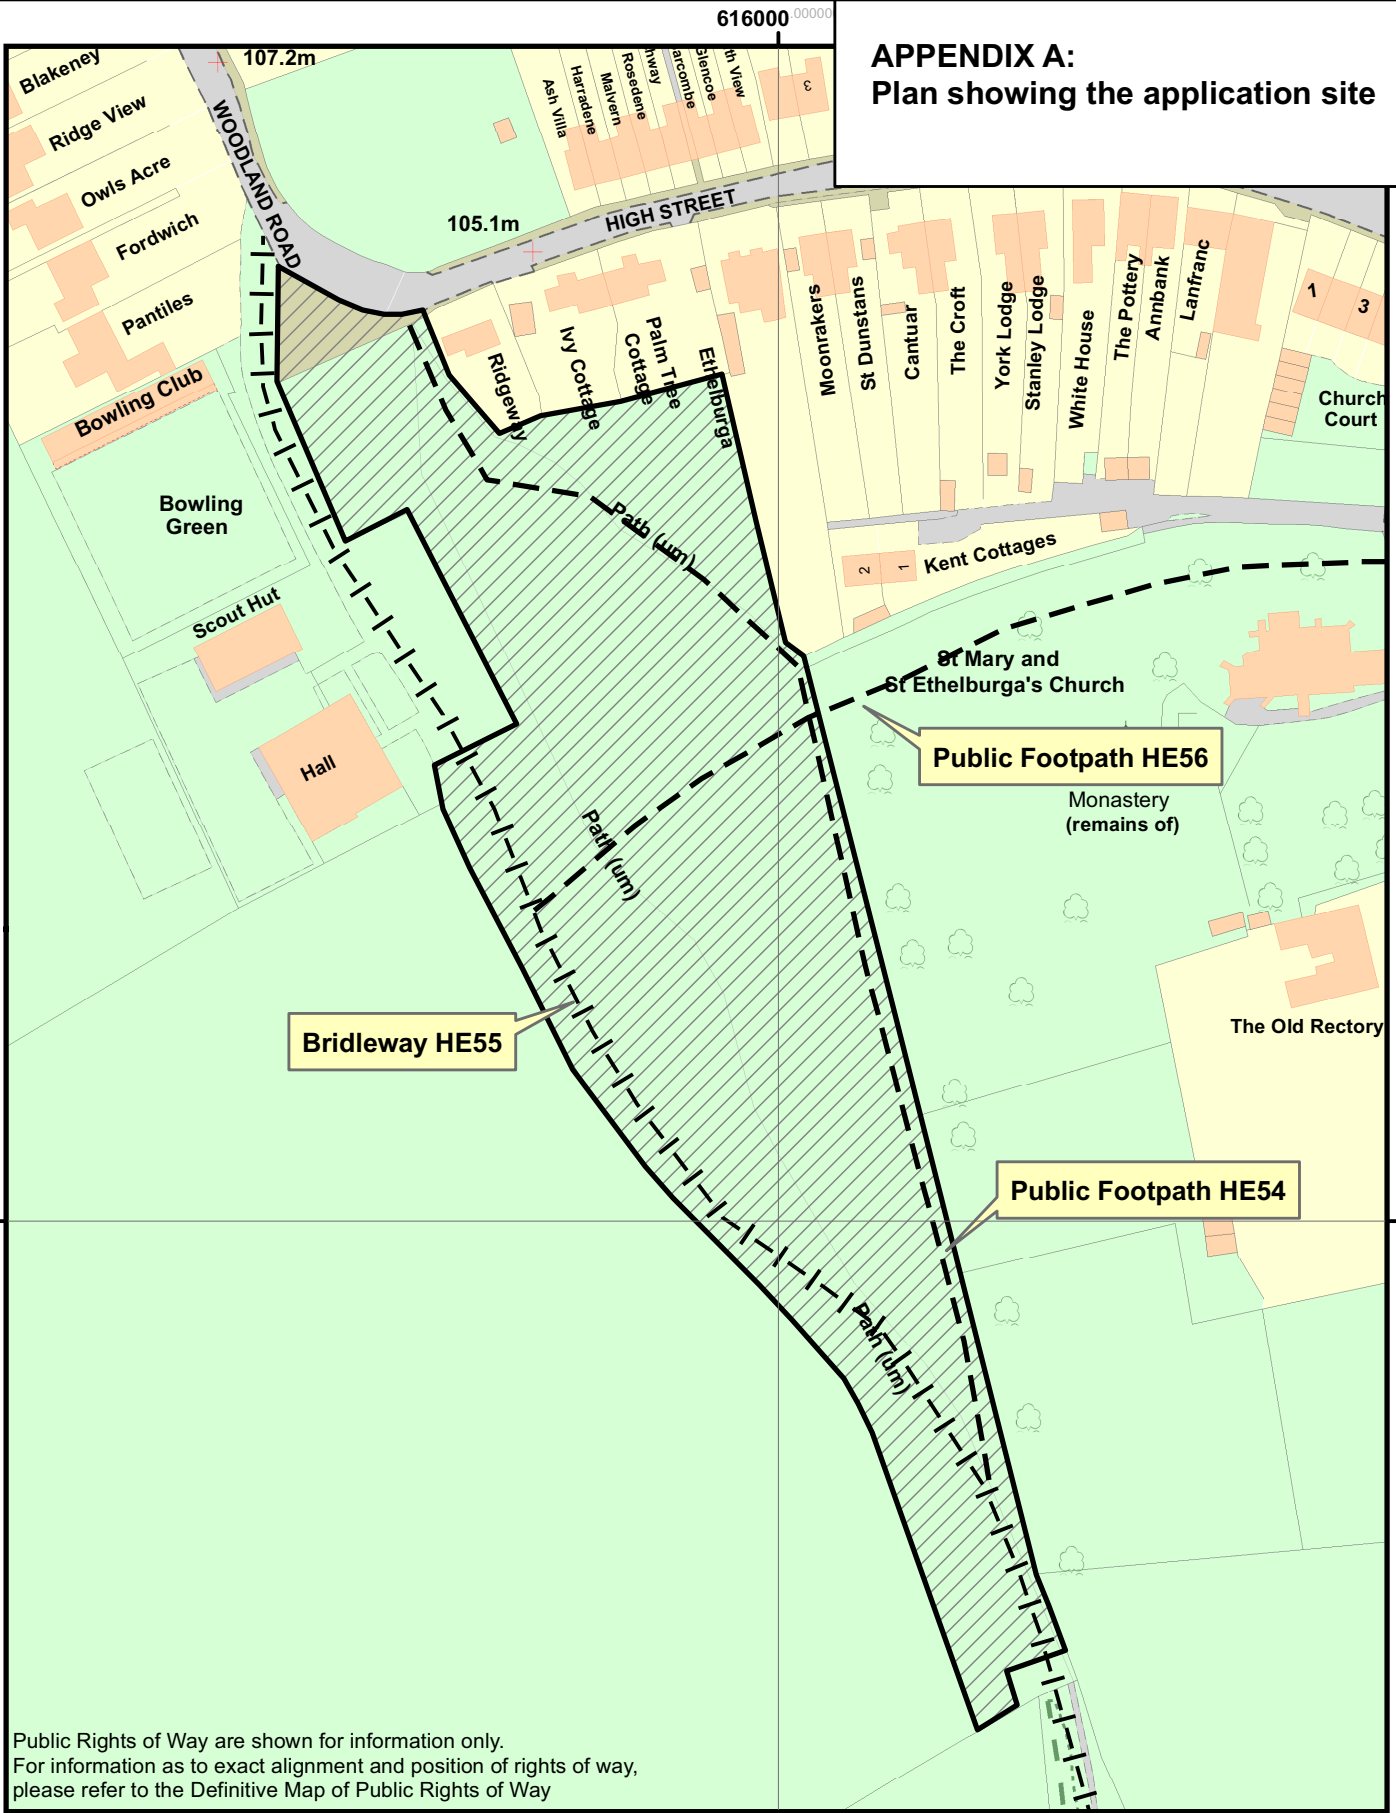 616000
.00000
APPENDIX A:
Plan showing the application site
107.2m
Blakeney
Ridge View
Owls Acre
Fordwich
Pantiles
WOODLAND ROAD
Ash Villa
Harradene
Malvern
Rosedene
hway
arcombe
Glencoe
th View
3
105.1m
HIGH STREET
Bowling Club
Bowling
Green
Scout Hut
Hall
Ridgeway
Ivy Cottage
Palm Tree
Cottage
Ethelburga
Moonrakers
St Dunstans
Cantuar
The Croft
York Lodge
Stanley Lodge
White House
The Pottery
Annbank
Lanfranc
1
3
Church
Court
2
1
Kent Cottages
Path (um)
St Mary and
St Ethelburga's Church
Public Footpath HE56
Monastery
(remains of)
Path (um)
The Old Rectory
Bridleway HE55
Public Footpath HE54
Path (um)
Public Rights of Way are shown for information only.
For information as to exact alignment and position of rights of way,
please refer to the Definitive Map of Public Rights of Way